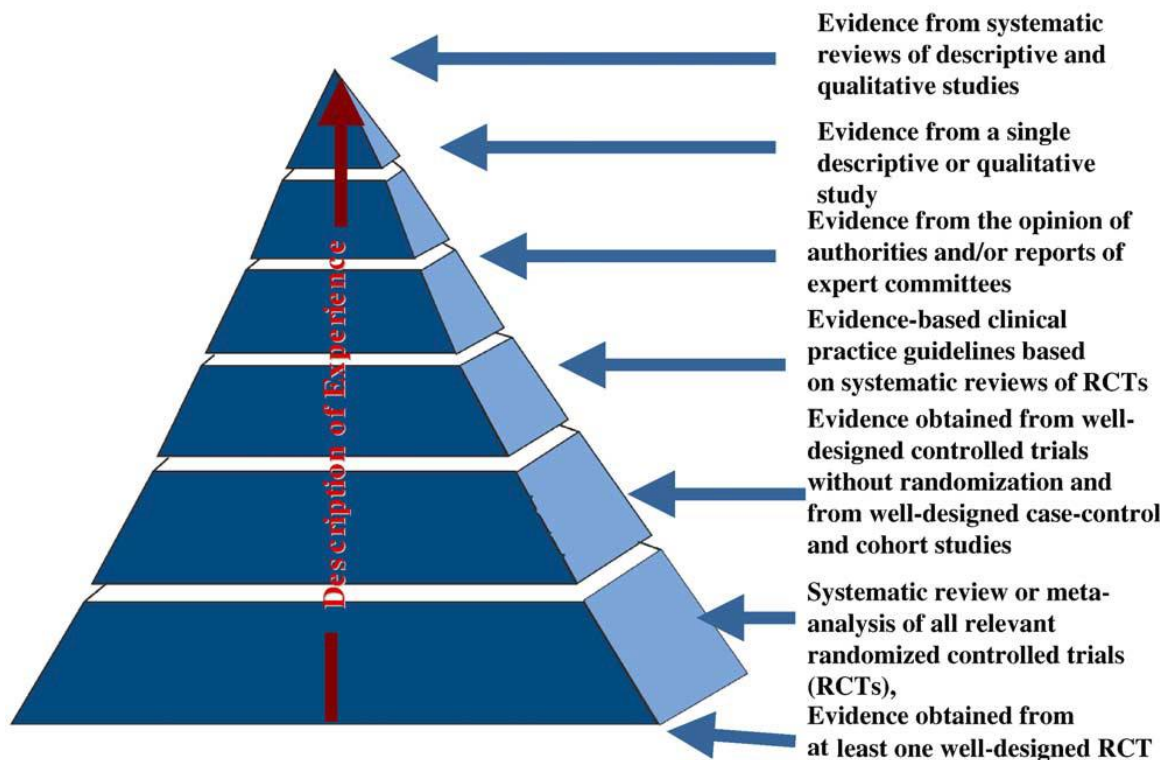 Evidence from systematic
reviews of descriptive and
qualitative studies
Evidence from a single
descriptive or qualitative
study
Evidence from the opinion of
authorities and/or reports of
expert committees
Evidence-based clinical
practice guidelines based
on systematic reviews of RCTs
Evidence obtained from well-
designed controlled trials
without randomization and
from well-designed case-control
and cohort studies
Systematic review or meta-
analysis of all relevant
randomized controlled trials
(RCTs),
Evidence obtained from
at least one well-designed RCT
Description of Experience